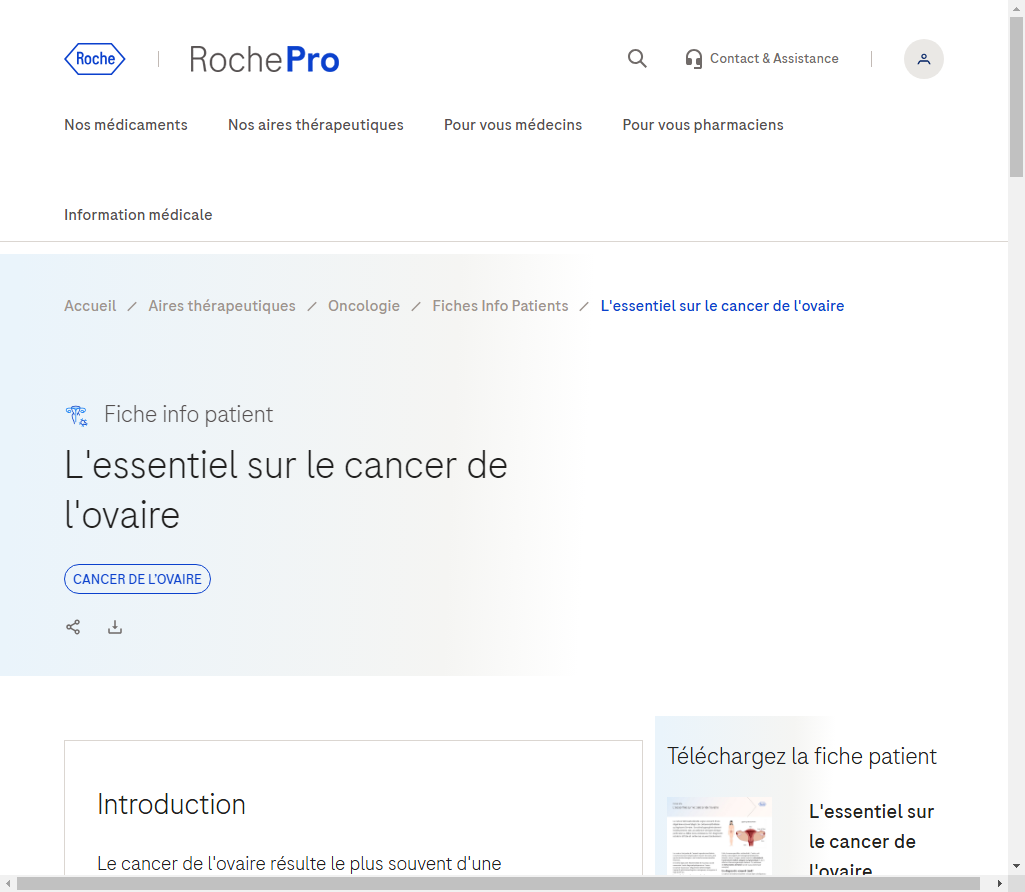 Roche
RochePro
Contact & Assistance
Nos médicaments
Nos aires thérapeutiques
Pour vous médecins
Pour vous pharmaciens
Information médicale
Accueil / Aires thérapeutiques / Oncologie / Fiches Info Patients / L'essentiel sur le cancer de l'ovaire
Fiche info patient
L'essentiel sur le cancer de
l'ovaire
CANCER DE L'OVAIRE
Introduction
Le cancer de l'ovaire résulte le plus souvent d'une
Téléchargez la fiche patient
L'essentiel sur
le cancer de
l'ovaire